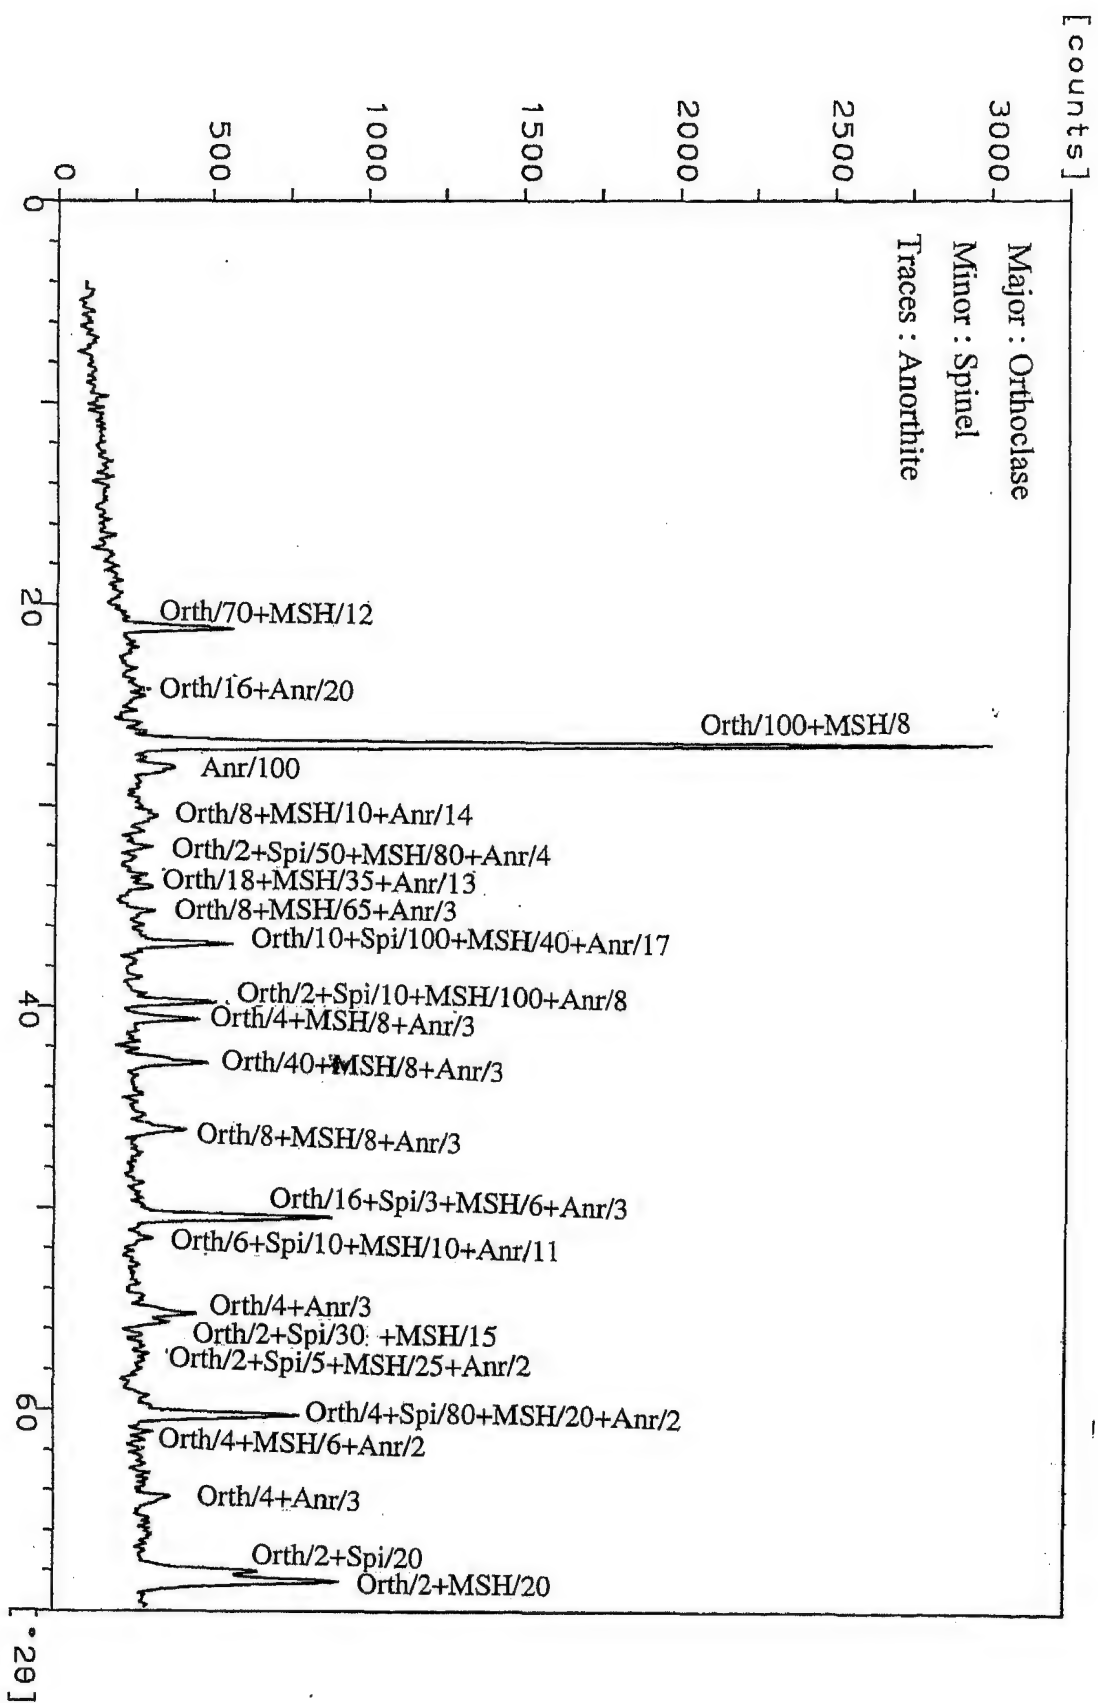 [counts]
3000
2500
2000
1500
1000
500
0
Major : Orthoclase
Minor : Spinel
Traces : Anorthite
Orth/70+MSH/12
Orth/16+Anr/20
Orth/100+MSH/8
Anr/100
Orth/8+MSH/10+Anr/14
Orth/2+Spi/50+MSH/80+Anr/4
Orth/18+MSH/35+Anr/13
Orth/8+MSH/65+Anr/3
Orth/10+Spi/100+MSH/40+Anr/17
Orth/2+Spi/10+MSH/100+Anr/8
Orth/4+MSH/8+Anr/3
Orth/40+MSH/8+Anr/3
Orth/8+MSH/8+Anr/3
Orth/16+Spi/3+MSH/6+Anr/3
Orth/6+Spi/10+MSH/10+Anr/11
Orth/4+Anr/3
Orth/2+Spi/30 +MSH/15
Orth/2+Spi/5+MSH/25+Anr/2
Orth/4+Spi/80+MSH/20+Anr/2
Orth/4+MSH/6+Anr/2
Orth/4+Anr/3
Orth/2+Spi/20
Orth/2+MSH/20
0
20
40
60
[°2θ]